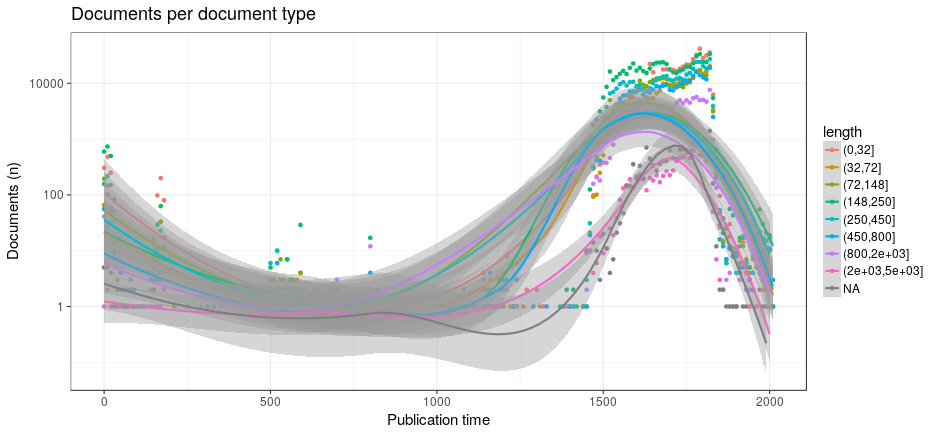 Documents per document type
Documents (n)
10000
100
1
0
500
1000
1500
2000
Publication time
length
(0,32]
(32,72]
(72,148]
(148,250]
(250,450]
(450,800]
(800,2e+03]
(2e+03,5e+03]
NA